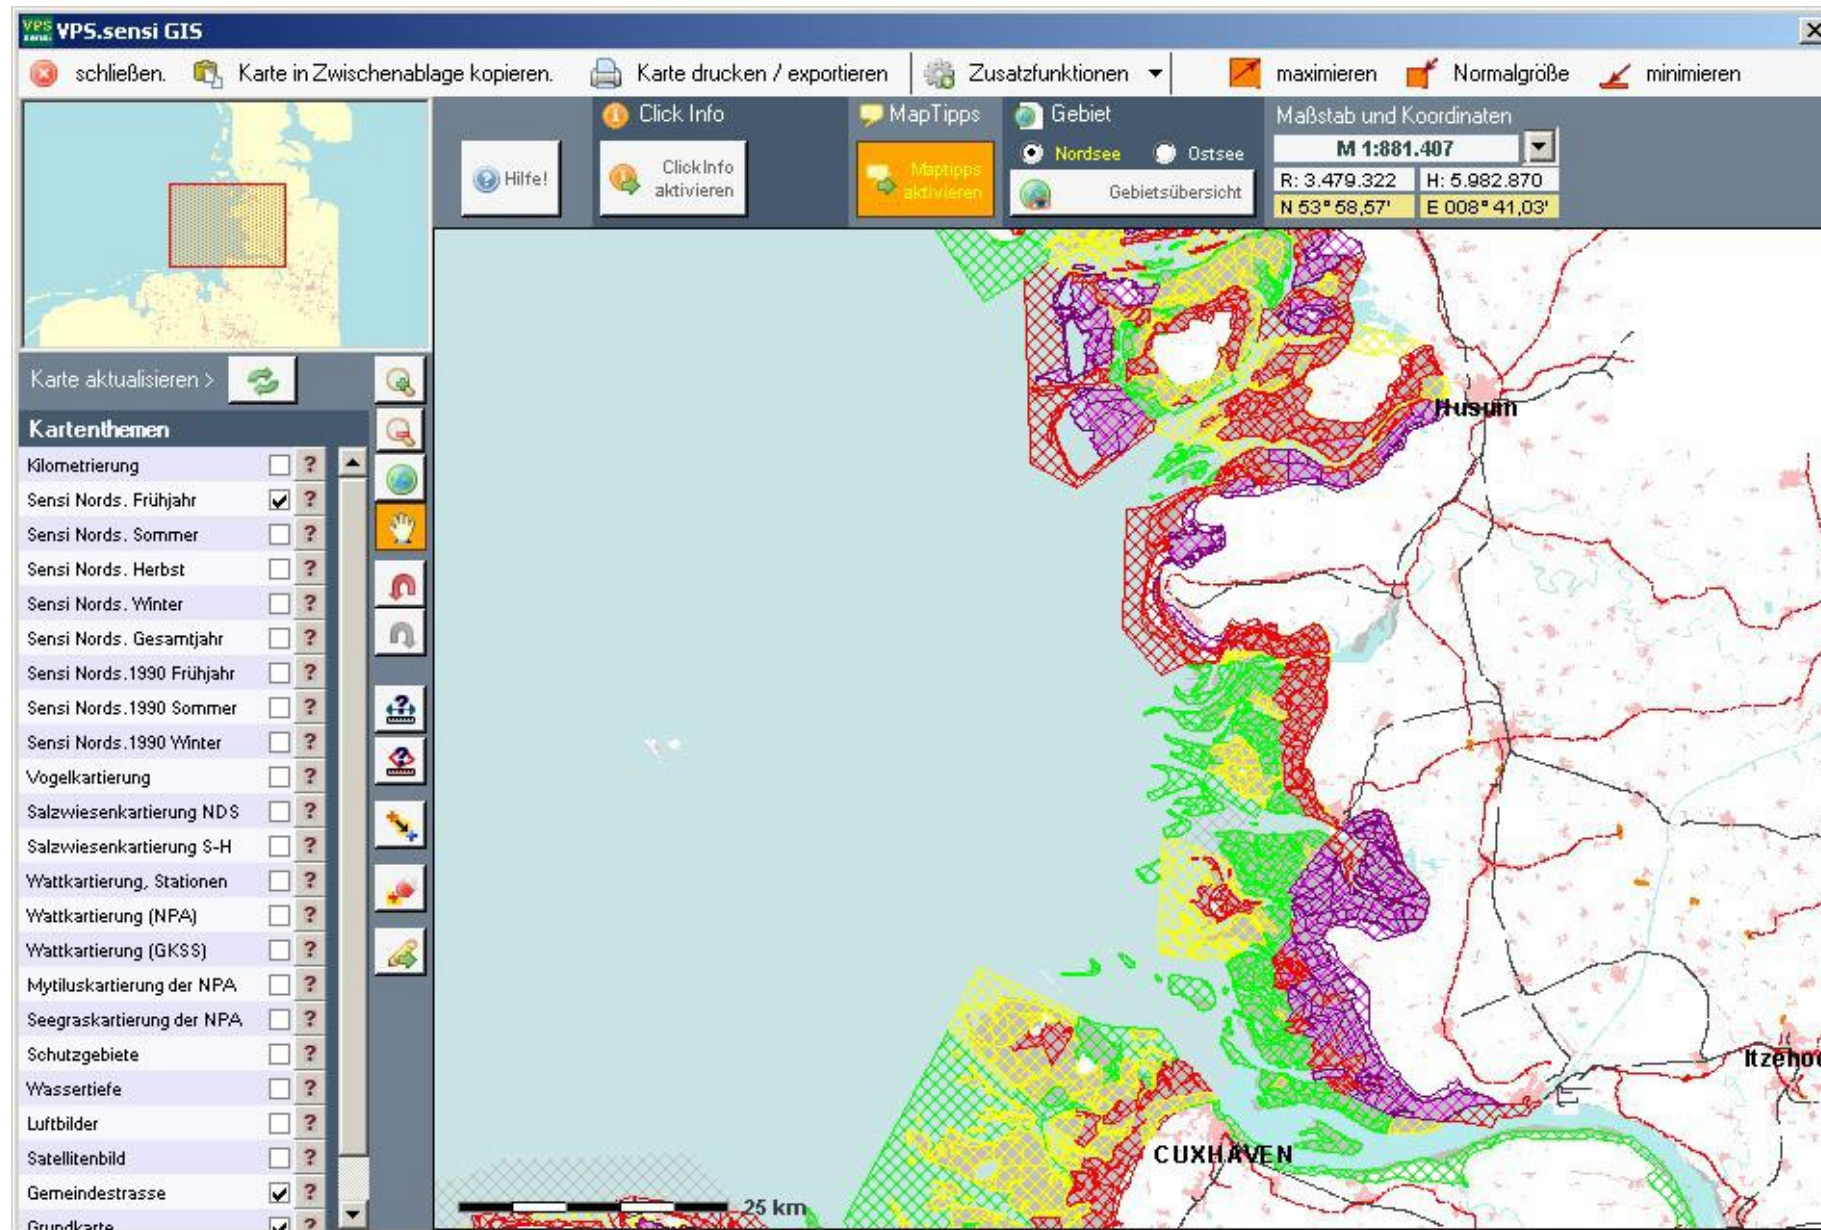 VPS sensi VPS.sensi GIS
schließen. Karte in Zwischenablage kopieren. Karte drucken / exportieren Zusatzfunktionen maximieren Normalgröße minimieren
Click Info MapTipps Gebiet Maßstab und Koordinaten
Nordsee Ostsee M 1:881.407
Hilfe! ClickInfo aktivieren Maptipps aktivieren Gebietsübersicht
R: 3.479.322 H: 5.982.870
N 53° 58,57' E 008° 41,03'
Karte aktualisieren >
Kartenthemen
Kilometrierung ?
Sensi Nords. Frühjahr ?
Sensi Nords. Sommer ?
Sensi Nords. Herbst ?
Sensi Nords. Winter ?
Sensi Nords. Gesamtjahr ?
Sensi Nords.1990 Frühjahr ?
Sensi Nords.1990 Sommer ?
Sensi Nords.1990 Winter ?
Vogelkartierung ?
Salzwiesenkartierung NDS ?
Salzwiesenkartierung S-H ?
Wattkartierung, Stationen ?
Wattkartierung (NPA) ?
Wattkartierung (GKSS) ?
Mytiluskartierung der NPA ?
Seegraskartierung der NPA ?
Schutzgebiete ?
Wassertiefe ?
Luftbilder ?
Satellitenbild ?
Gemeindestrasse ?
Grundkarte ?
Husum
Itzehoe
CUXHAVEN
25 km